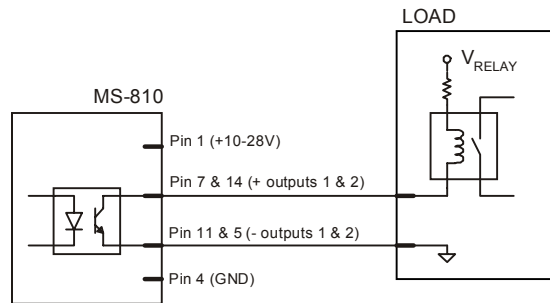 LOAD
V RELAY
MS-810
Pin 1 (+10-28V)
Pin 7 & 14 (+ outputs 1 & 2)
Pin 11 & 5 (- outputs 1 & 2)
Pin 4 (GND)